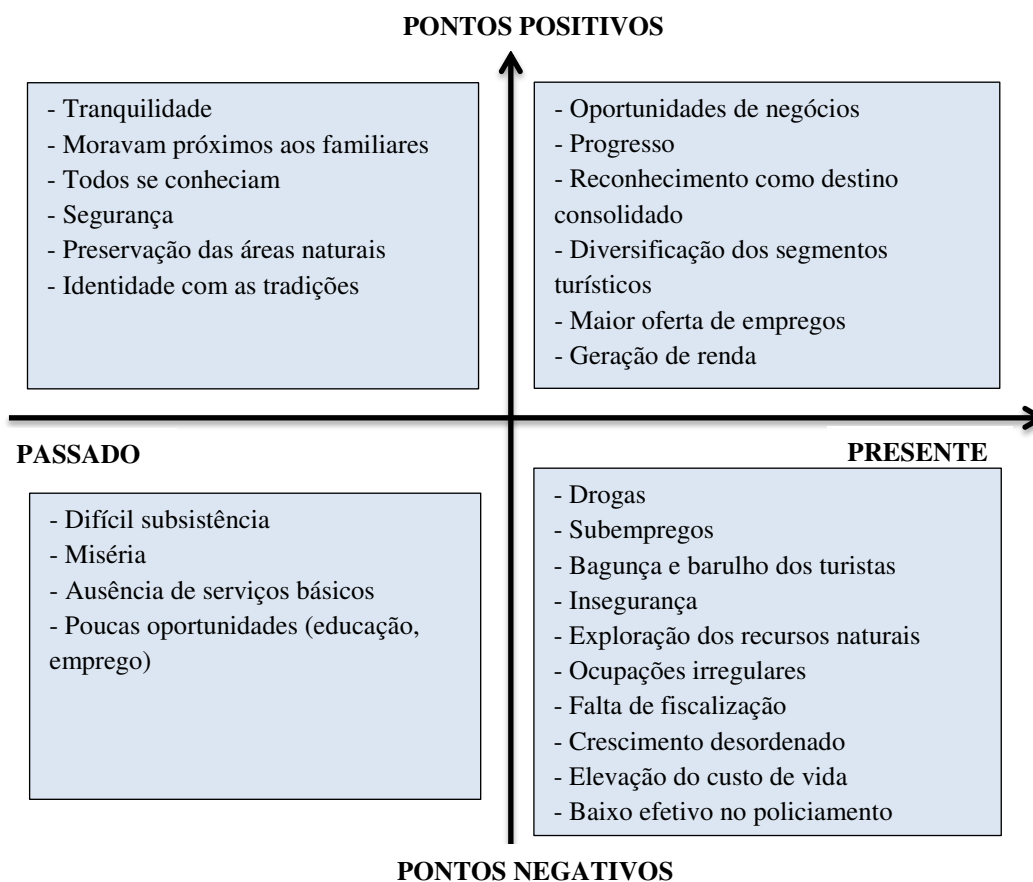 PONTOS POSITIVOS
- Tranquilidade
- Moravam próximos aos familiares
- Todos se conheciam
- Segurança
- Preservação das áreas naturais
- Identidade com as tradições
- Oportunidades de negócios
- Progresso
- Reconhecimento como destino
consolidado
- Diversificação dos segmentos
turísticos
- Maior oferta de empregos
- Geração de renda
PASSADO
PRESENTE
- Difícil subsistência
- Miséria
- Ausência de serviços básicos
- Poucas oportunidades (educação,
emprego)
- Drogas
- Subempregos
- Bagunça e barulho dos turistas
- Insegurança
- Exploração dos recursos naturais
- Ocupações irregulares
- Falta de fiscalização
- Crescimento desordenado
- Elevação do custo de vida
- Baixo efetivo no policiamento
PONTOS NEGATIVOS